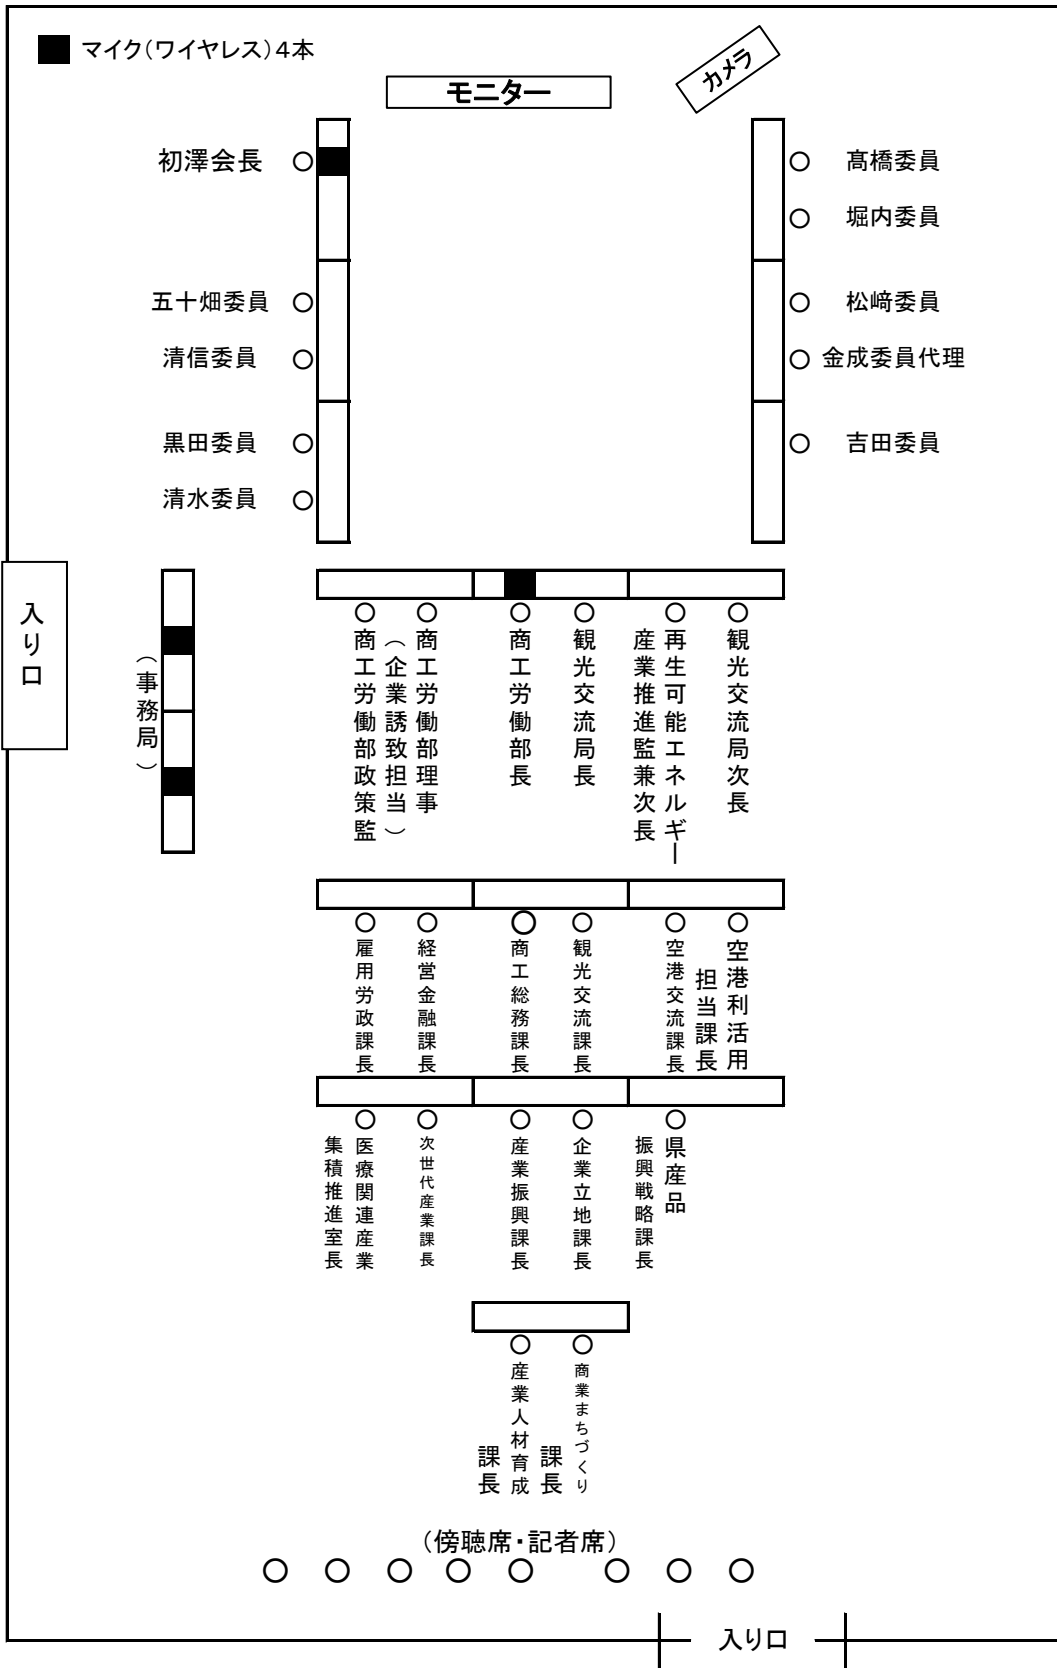 マイク(ワイヤレス)4本
モニター
カメラ
初澤会長
五十畑委員
清信委員
黒田委員
清水委員
髙橋委員
堀内委員
松﨑委員
金成委員代理
吉田委員
入り口
(事務局)
商工労働部政策監
商工労働部理事
(企業誘致担当)
商工労働部長
観光交流局長
再生可能エネルギー
産業推進監兼次長
観光交流局次長
雇用労政課長
経営金融課長
商工総務課長
観光交流課長
空港交流課長
空港利活用
担当課長
医療関連産業
集積推進室長
次世代産業課長
産業振興課長
企業立地課長
県産品
振興戦略課長
産業人材育成
課長
商業まちづくり
課長
(傍聴席・記者席)
入り口